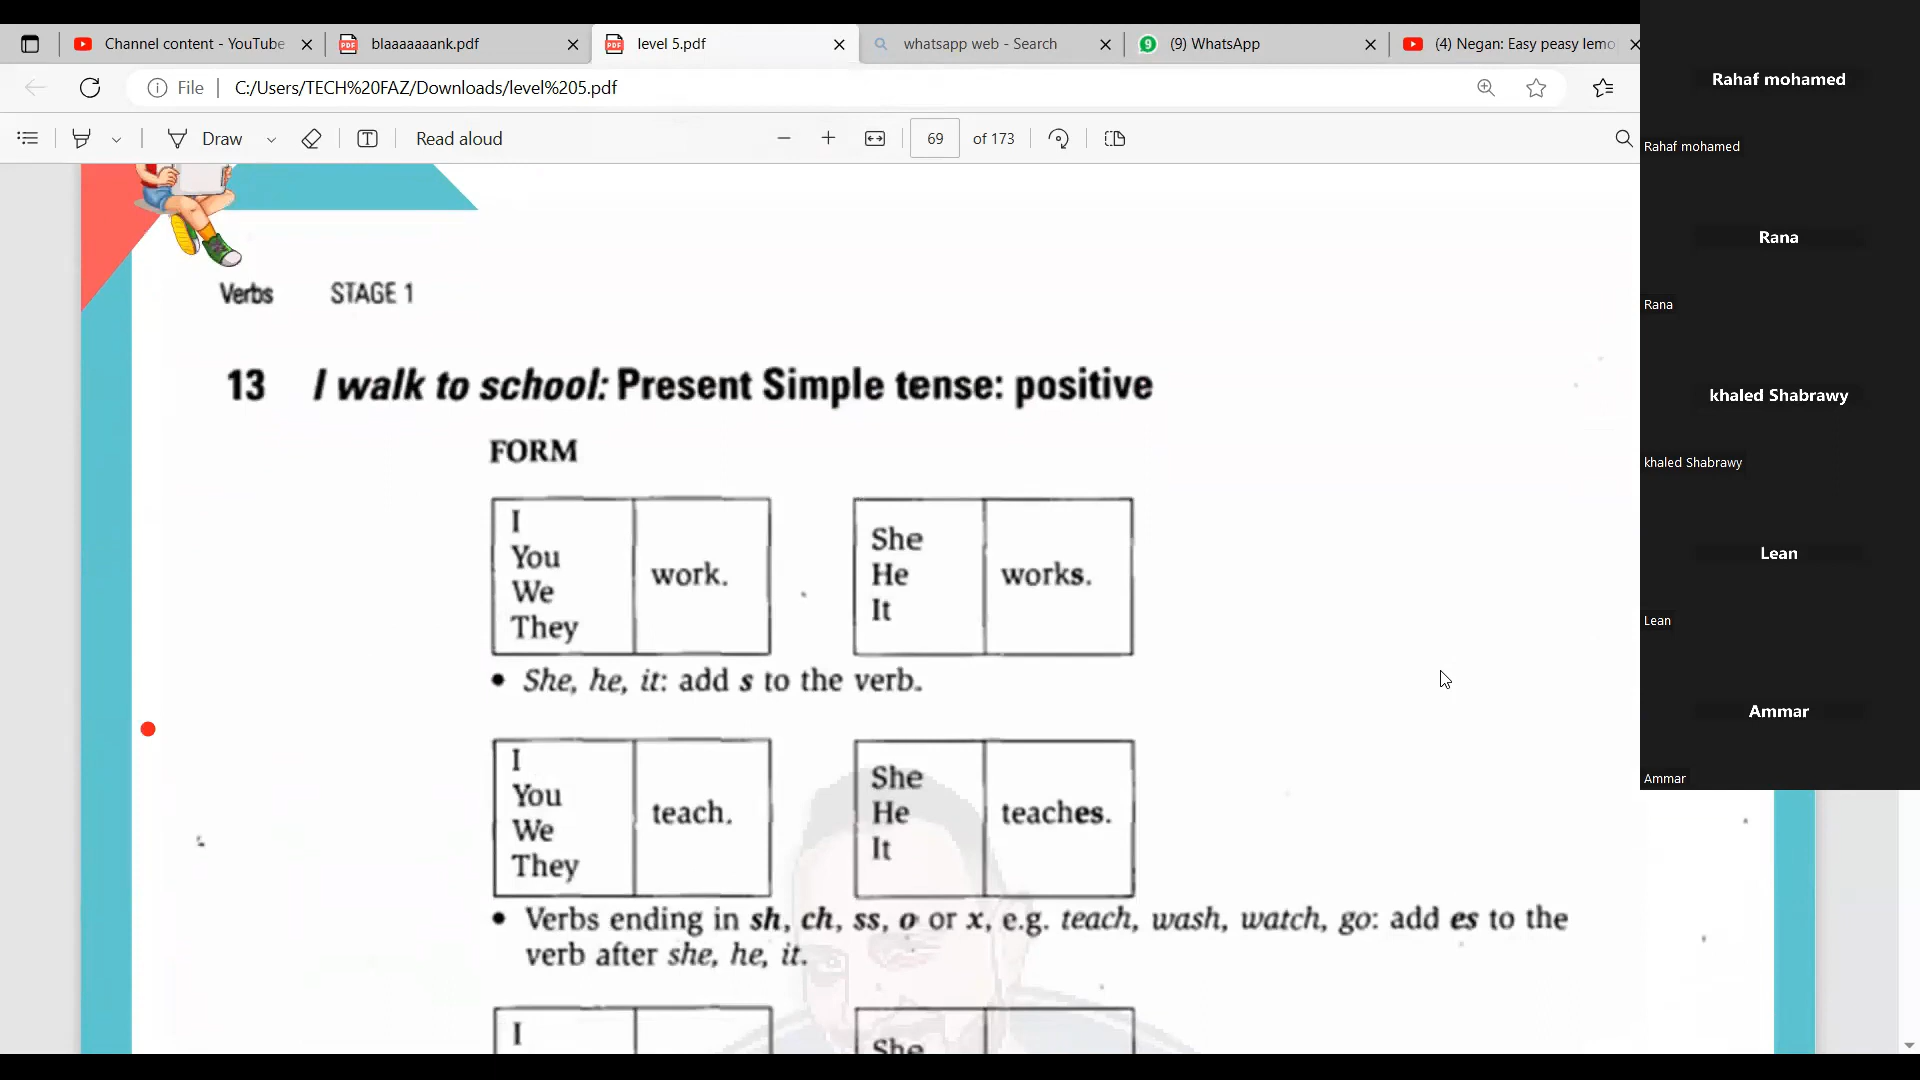 Channel content - YouTube
blaaaaaaank.pdf
level 5.pdf
whatsapp web - Search
(9) WhatsApp
(4) Negan: Easy peasy lemo
File
C:/Users/TECH%20FAZ/Downloads/level%205.pdf
Draw
Read aloud
69 of 173
Verbs STAGE 1
13 I walk to school: Present Simple tense: positive
FORM
I
You
We
They
work.
She
He
It
works.
• She, he, it: add s to the verb.
I
You
We
They
teach.
She
He
It
teaches.
• Verbs ending in sh, ch, ss, o or x, e.g. teach, wash, watch, go: add es to the
verb after she, he, it.
I
She
Rahaf mohamed
Rahaf mohamed
Rana
Rana
khaled Shabrawy
khaled Shabrawy
Lean
Lean
Ammar
Ammar